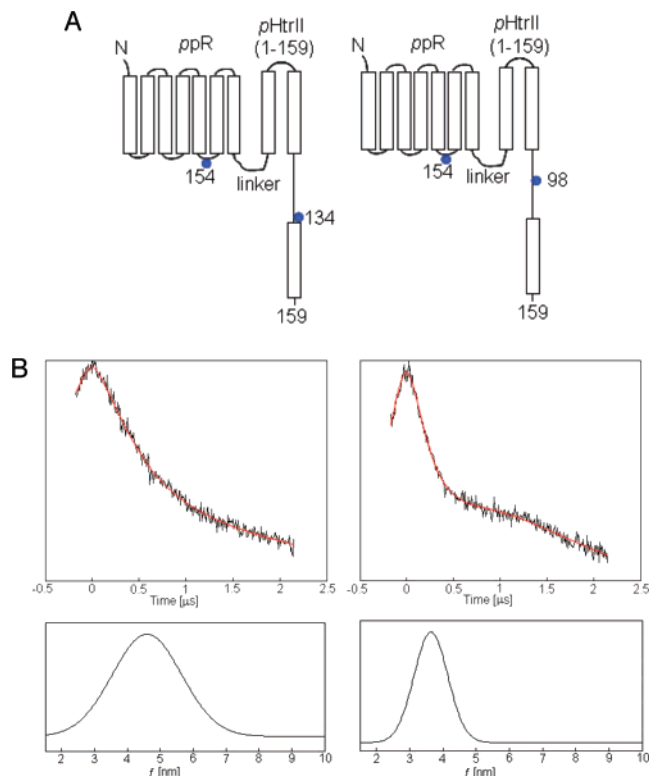 A
N
ppR
pHtrII
(1-159)
154
linker
134
159
ppR
pHtrII
(1-159)
154
linker
98
159
B
-0.5 0 0.5 1 1.5 2 2.5
Time [μs]
-0.5 0 0.5 1 1.5 2 2.5
Time [μs]
2 3 4 5 6 7 8 9 10
r [nm]
2 3 4 5 6 7 8 9 10
r [nm]